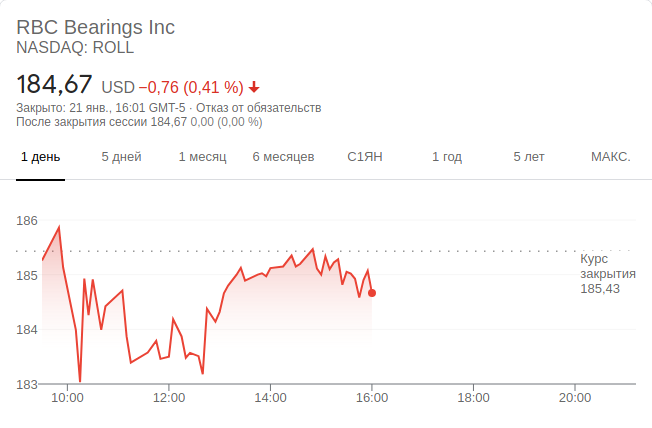 RBC Bearings Inc
NASDAQ: ROLL
184,67 USD −0,76 (0,41 %)
Закрыто: 21 янв., 16:01 GMT-5 · Отказ от обязательств
После закрытия сессии 184,67 0,00 (0,00 %)
1 день 5 дней 1 месяц 6 месяцев С1ЯН 1 год 5 лет МАКС.
186
185
184
183
Курс
закрытия
185,43
10:00 12:00 14:00 16:00 18:00 20:00